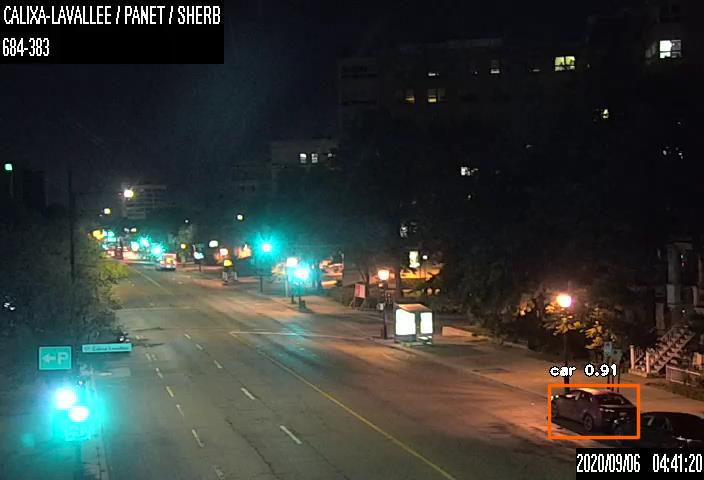 CALIXA-LAVALLEE / PANET / SHERB
684-383
←P
car 0.91
2020/09/06 04:41:20